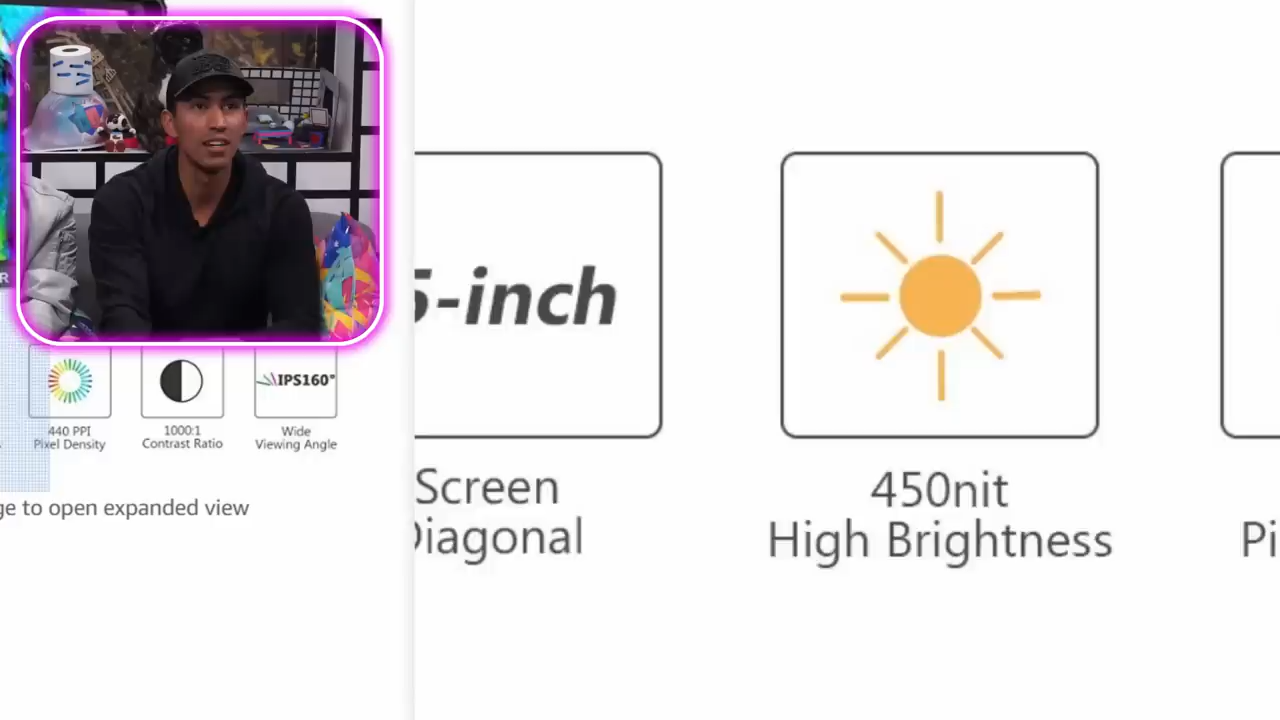 IPS160°
440 PPI
Pixel Density
1000:1
Contrast Ratio
Wide
Viewing Angle
ge to open expanded view
5-inch
Screen
Diagonal
450nit
High Brightness
Pi